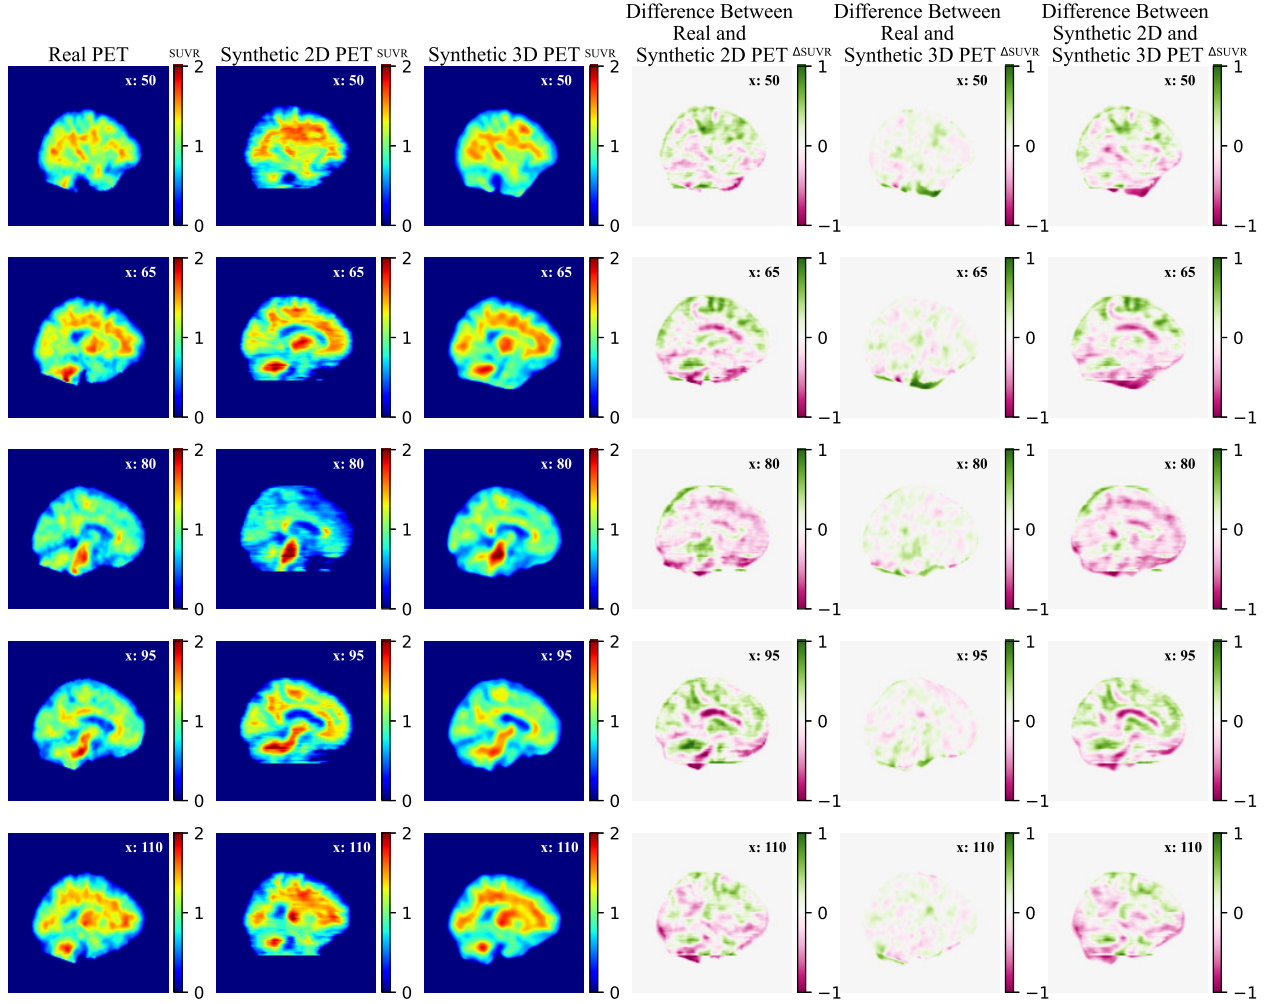 Difference Between
Real and
Synthetic 2D PET ΔSUVR
Difference Between
Real and
Synthetic 3D PET ΔSUVR
Difference Between
Synthetic 2D and
Synthetic 3D PET ΔSUVR
Real PET SUVR
Synthetic 2D PET SUVR
Synthetic 3D PET SUVR
x: 50 2 1 0
x: 50 2 1 0
x: 50 2 1 0
x: 50 1 0 −1
x: 50 1 0 −1
x: 50 1 0 −1
x: 65 2 1 0
x: 65 2 1 0
x: 65 2 1 0
x: 65 1 0 −1
x: 65 1 0 −1
x: 65 1 0 −1
x: 80 2 1 0
x: 80 2 1 0
x: 80 2 1 0
x: 80 1 0 −1
x: 80 1 0 −1
x: 80 1 0 −1
x: 95 2 1 0
x: 95 2 1 0
x: 95 2 1 0
x: 95 1 0 −1
x: 95 1 0 −1
x: 95 1 0 −1
x: 110 2 1 0
x: 110 2 1 0
x: 110 2 1 0
x: 110 1 0 −1
x: 110 1 0 −1
x: 110 1 0 −1